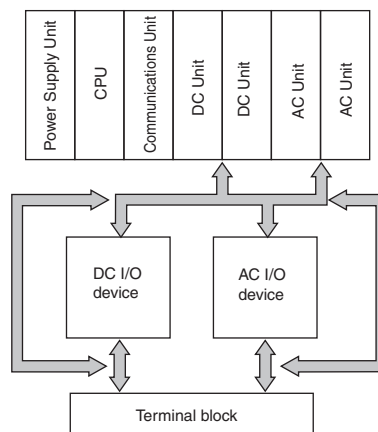 Power Supply Unit
CPU
Communications Unit
DC Unit
DC Unit
AC Unit
AC Unit
DC I/O
device
AC I/O
device
Terminal block